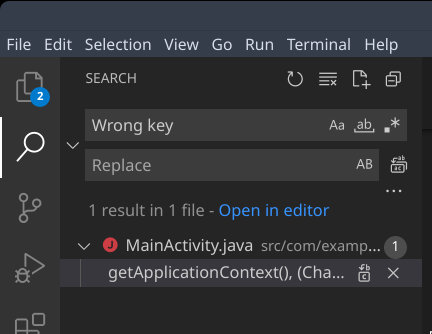 File Edit Selection View Go Run Terminal Help
2
SEARCH
Wrong key Aa ab .*
Replace AB
1 result in 1 file - Open in editor
MainActivity.java src/com/examp... 1
getApplicationContext(), (Cha...